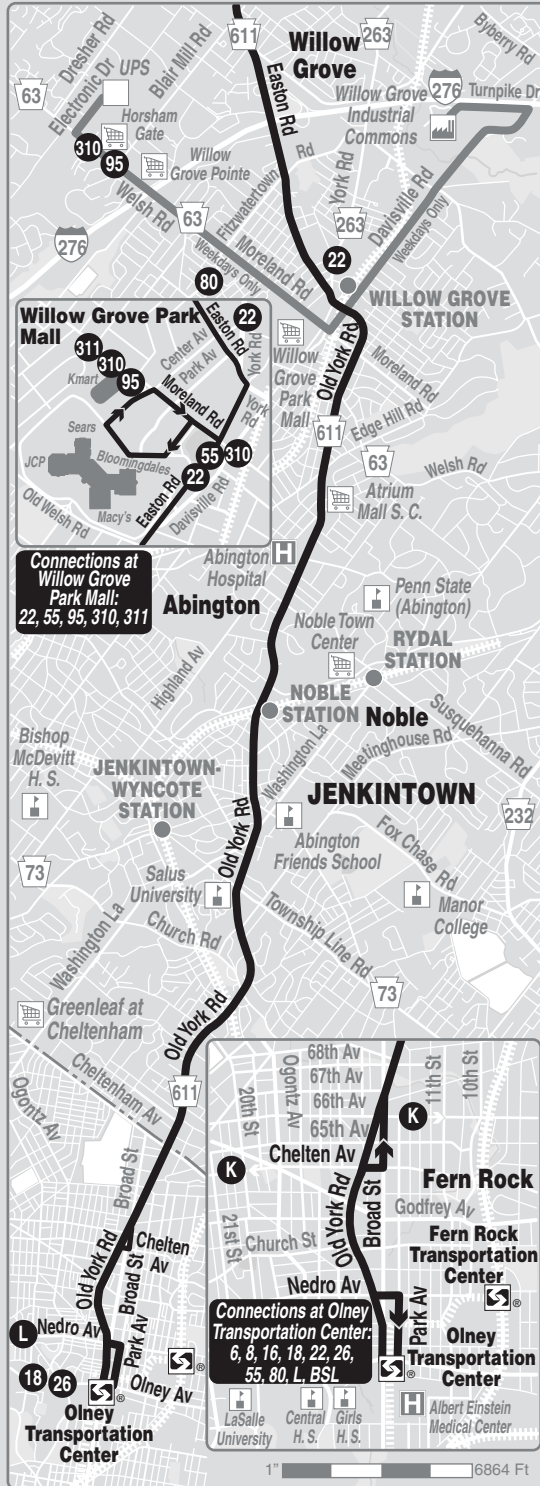 Dresher Rd
Electronic Dr
UPS
Blair Mill Rd
611
Willow
Grove
263
Byberry Rd
63
Easton Rd
276
Turnpike Dr
Willow Grove
Industrial
Commons
Horsham
Gate
310
95
Willow
Grove Pointe
Welsh Rd
63
Weekdays Only
Fitzwatertown Rd
Moreland Rd
York Rd
263
Davisville Rd
Weekdays Only
276
22
WILLOW GROVE
STATION
80
Willow Grove Park
Mall
22
Easton Rd
Center Av
Park Av
York Rd
York Rd
311
310
95
Kmart
Moreland Rd
Sears
JCP
Bloomingdales
Macy's
55
310
22
Easton Rd
Davisville Rd
Old Welsh Rd
Willow
Grove
Park
Mall
Old York Rd
Moreland Rd
611
Edge Hill Rd
63
Welsh Rd
Atrium
Mall S. C.
Connections at
Willow Grove
Park Mall:
22, 55, 95, 310, 311
Abington
Hospital
H
Abington
Penn State
(Abington)
Noble Town
Center
RYDAL
STATION
Highland Av
NOBLE
STATION
Noble
Susquehanna Rd
Bishop
McDevitt
H. S.
JENKINTOWN-
WYNCOTE
STATION
Washington La
Meetinghouse Rd
JENKINTOWN
232
Old York Rd
Abington
Friends School
Fox Chase Rd
73
Salus
University
Manor
College
Washington La
Church Rd
Township Line Rd
73
Greenleaf at
Cheltenham
Old York Rd
Cheltenham Av
611
Ogontz Av
Broad St
Old York Rd
Chelten
Av
Broad St
L
Nedro Av
Park Av
18
26
Olney Av
®
®
Olney
Transportation
Center
68th Av
67th Av
66th Av
65th Av
Ogontz Av
20th St
11th St
10th St
K
Chelten Av
K
Old York Rd
Broad St
Fern Rock
Godfrey Av
21st St
Church St
Fern Rock
Transportation
Center
®
Nedro Av
Park Av
Connections at Olney
Transportation Center:
6, 8, 16, 18, 22, 26,
55, 80, L, BSL
Olney
Transportation
Center
®
LaSalle
University
Central
H. S.
Girls
H. S.
H
Albert Einstein
Medical Center
1"
6864 Ft